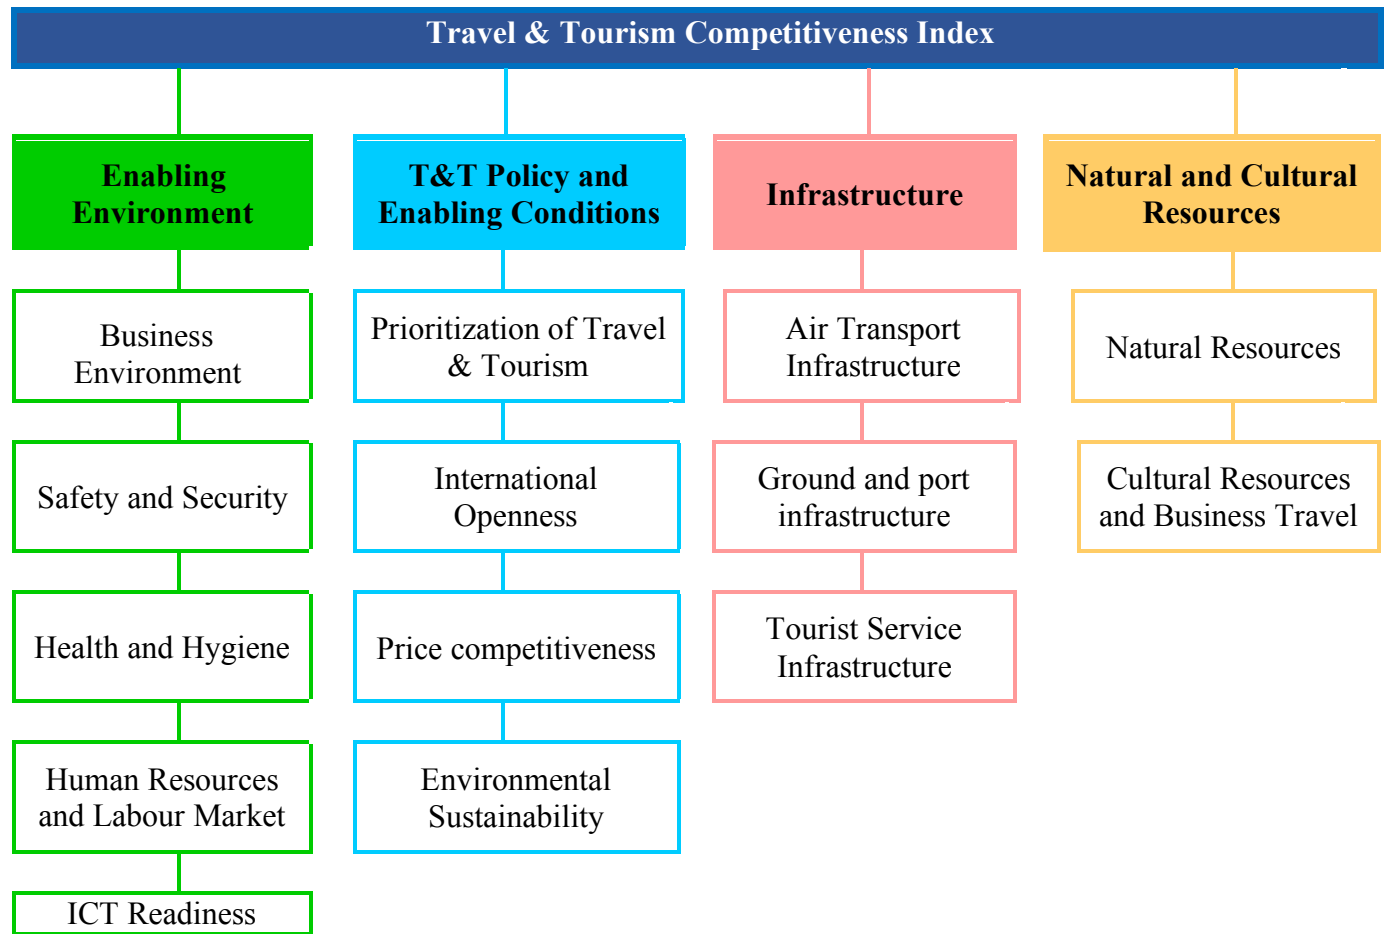 Travel & Tourism Competitiveness Index
Enabling
Environment
Business
Environment
Safety and Security
Health and Hygiene
Human Resources
and Labour Market
ICT Readiness
T&T Policy and
Enabling Conditions
Prioritization of Travel
& Tourism
International
Openness
Price competitiveness
Environmental
Sustainability
Infrastructure
Air Transport
Infrastructure
Ground and port
infrastructure
Tourist Service
Infrastructure
Natural and Cultural
Resources
Natural Resources
Cultural Resources
and Business Travel